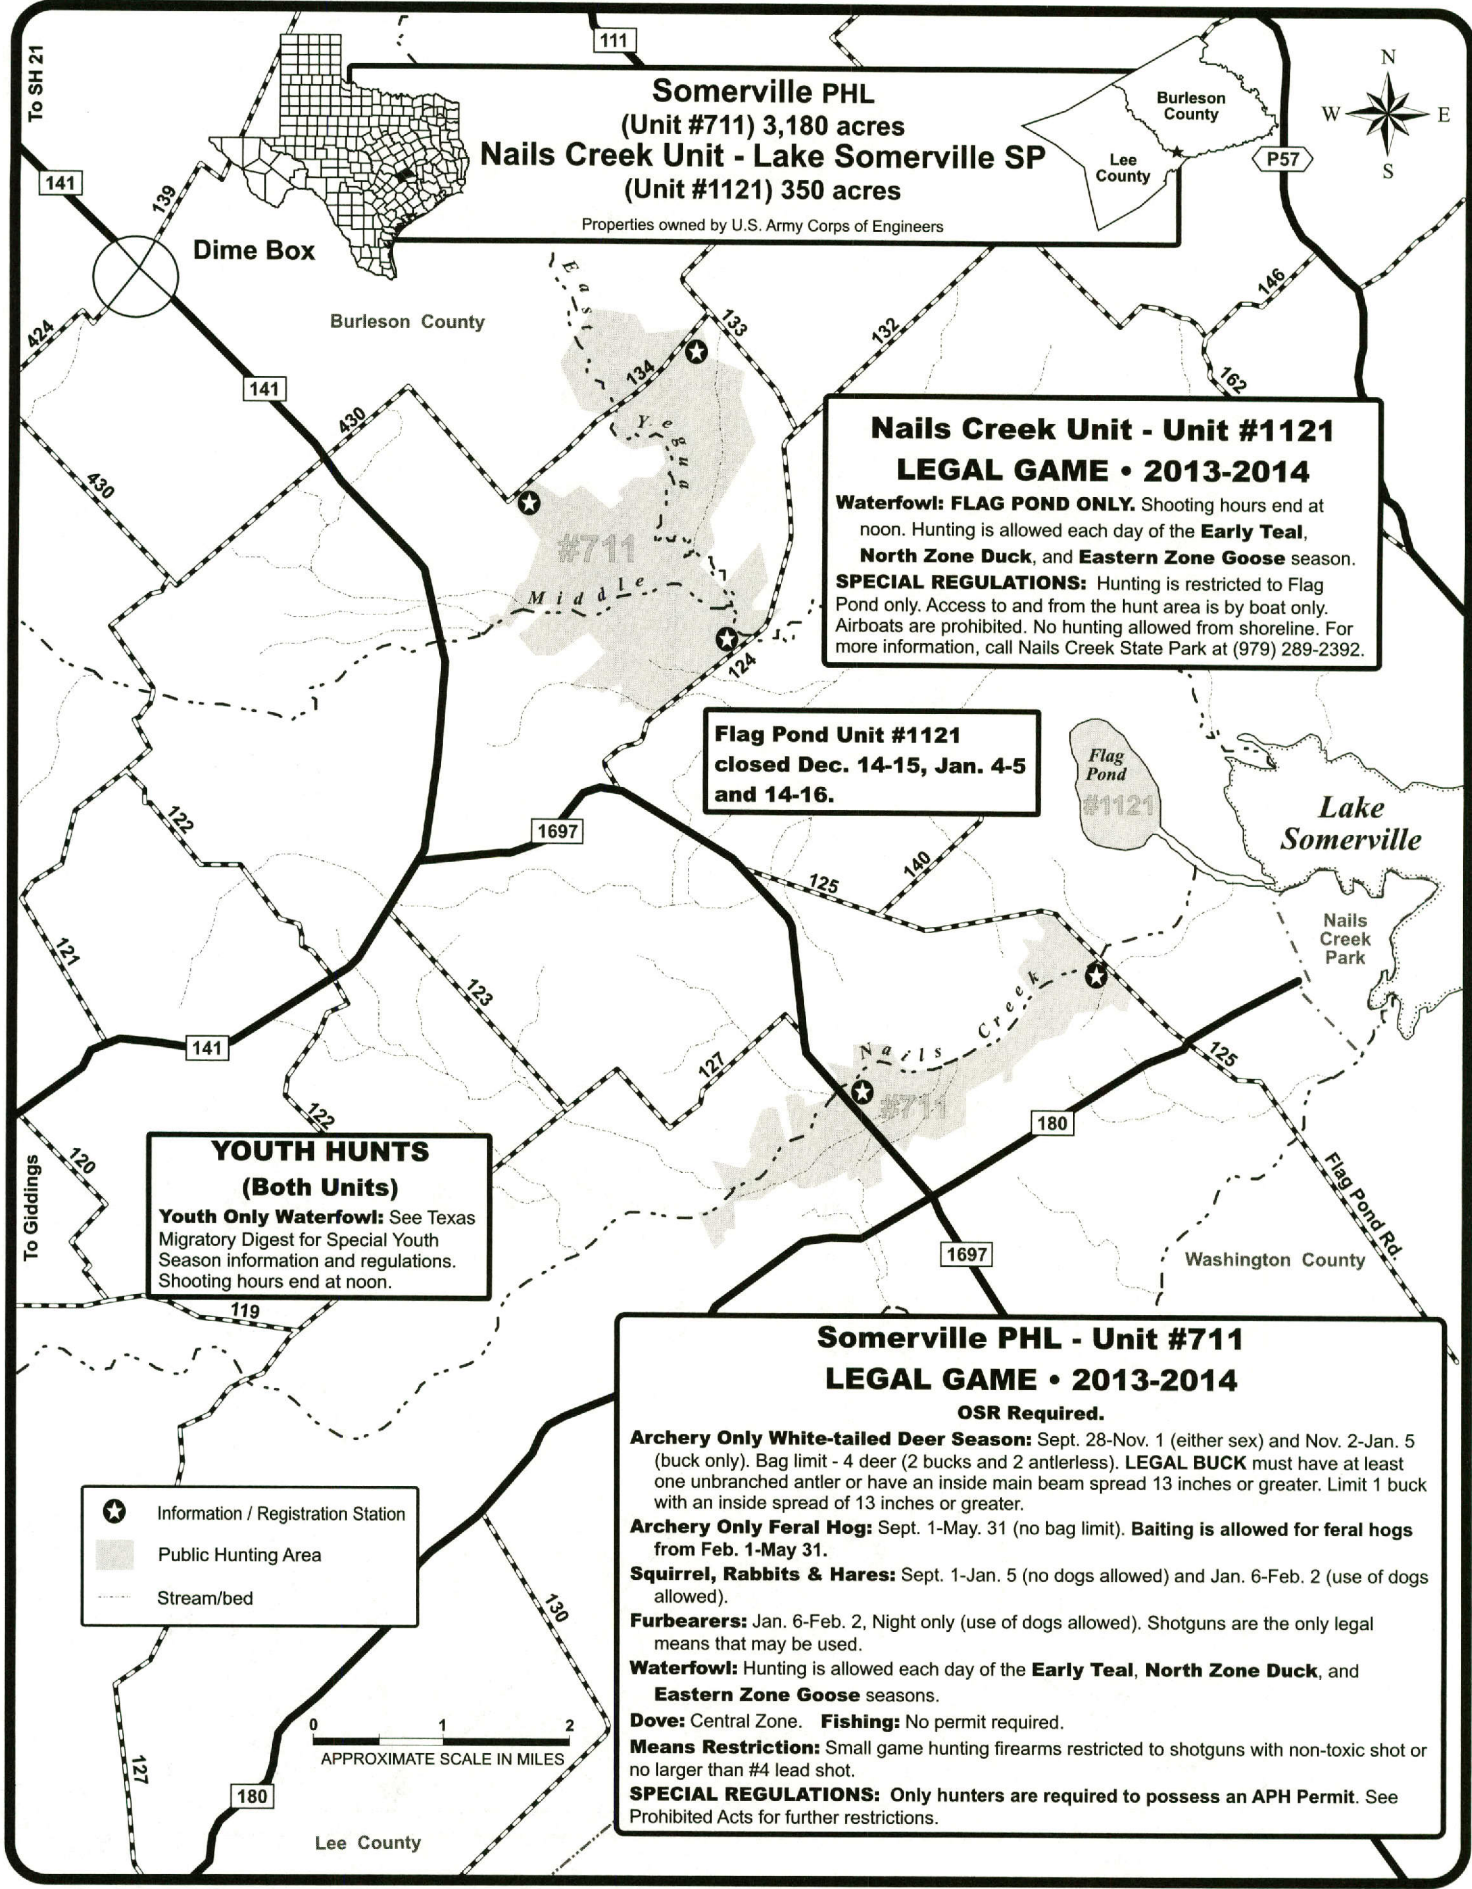 To SH 21
111
Somerville PHL
(Unit #711) 3,180 acres
Nails Creek Unit - Lake Somerville SP
(Unit #1121) 350 acres
Properties owned by U.S. Army Corps of Engineers
Burleson
County
Lee
County
P57
N
W E
S
141
139
Dime Box
Burleson County
East
424
141
430
430
134
133
132
146
162
Yegua
#711
Middle
124
Nails Creek Unit - Unit #1121
LEGAL GAME • 2013-2014
Waterfowl: FLAG POND ONLY. Shooting hours end at
noon. Hunting is allowed each day of the Early Teal,
North Zone Duck, and Eastern Zone Goose season.
SPECIAL REGULATIONS: Hunting is restricted to Flag
Pond only. Access to and from the hunt area is by boat only.
Airboats are prohibited. No hunting allowed from shoreline. For
more information, call Nails Creek State Park at (979) 289-2392.
Flag Pond Unit #1121
closed Dec. 14-15, Jan. 4-5
and 14-16.
Flag
Pond
#1121
Lake
Somerville
122
1697
125
140
Nails
Creek
Park
121
123
Nails Creek
#711
141
127
125
180
122
120
To Giddings
YOUTH HUNTS
(Both Units)
Youth Only Waterfowl: See Texas
Migratory Digest for Special Youth
Season information and regulations.
Shooting hours end at noon.
119
1697
Flag Pond Rd.
Washington County
Somerville PHL - Unit #711
LEGAL GAME • 2013-2014
OSR Required.
Archery Only White-tailed Deer Season: Sept. 28-Nov. 1 (either sex) and Nov. 2-Jan. 5
(buck only). Bag limit - 4 deer (2 bucks and 2 antlerless). LEGAL BUCK must have at least
one unbranched antler or have an inside main beam spread 13 inches or greater. Limit 1 buck
with an inside spread of 13 inches or greater.
Archery Only Feral Hog: Sept. 1-May. 31 (no bag limit). Baiting is allowed for feral hogs
from Feb. 1-May 31.
Squirrel, Rabbits & Hares: Sept. 1-Jan. 5 (no dogs allowed) and Jan. 6-Feb. 2 (use of dogs
allowed).
Furbearers: Jan. 6-Feb. 2, Night only (use of dogs allowed). Shotguns are the only legal
means that may be used.
Waterfowl: Hunting is allowed each day of the Early Teal, North Zone Duck, and
Eastern Zone Goose seasons.
Dove: Central Zone. Fishing: No permit required.
Means Restriction: Small game hunting firearms restricted to shotguns with non-toxic shot or
no larger than #4 lead shot.
SPECIAL REGULATIONS: Only hunters are required to possess an APH Permit. See
Prohibited Acts for further restrictions.
Information / Registration Station
Public Hunting Area
Stream/bed
130
0 1 2
APPROXIMATE SCALE IN MILES
127
180
Lee County